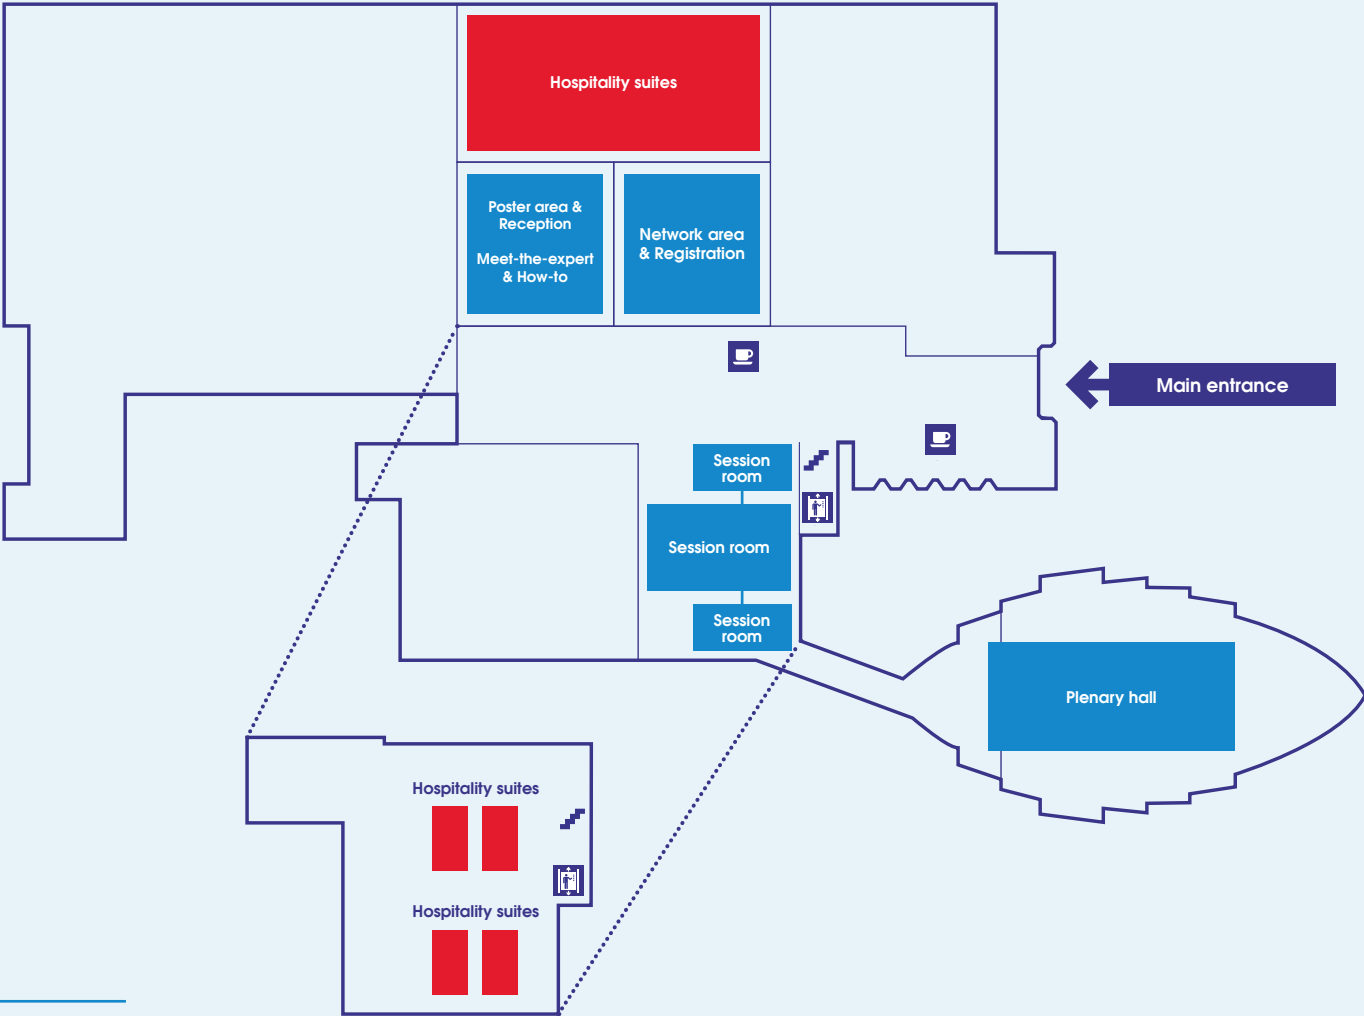 Hospitality suites
Poster area &
Reception
Meet-the-expert
& How-to
Network area
& Registration
Main entrance
Session
room
Session room
Session
room
Plenary hall
Hospitality suites
Hospitality suites